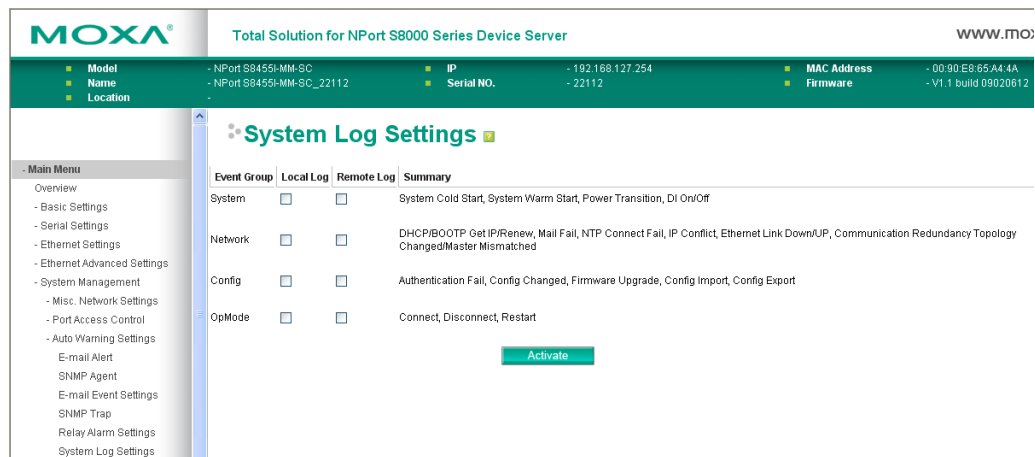 MOXA®
Total Solution for NPort S8000 Series Device Server
www.mox
Model - NPort S8455I-MM-SC IP - 192.168.127.254 MAC Address - 00:90:E8:65:A4:4A
Name - NPort S8455I-MM-SC_22112 Serial NO. - 22112 Firmware - V1.1 build 09020612
Location -
System Log Settings
- Main Menu
Overview
- Basic Settings
- Serial Settings
- Ethernet Settings
- Ethernet Advanced Settings
- System Management
- Misc. Network Settings
- Port Access Control
- Auto Warning Settings
E-mail Alert
SNMP Agent
E-mail Event Settings
SNMP Trap
Relay Alarm Settings
System Log Settings
Event Group Local Log Remote Log Summary
System System Cold Start, System Warm Start, Power Transition, DI On/Off
Network DHCP/BOOTP Get IP/Renew, Mail Fail, NTP Connect Fail, IP Conflict, Ethernet Link Down/UP, Communication Redundancy Topology
Changed/Master Mismatched
Config Authentication Fail, Config Changed, Firmware Upgrade, Config Import, Config Export
OpMode Connect, Disconnect, Restart
Activate